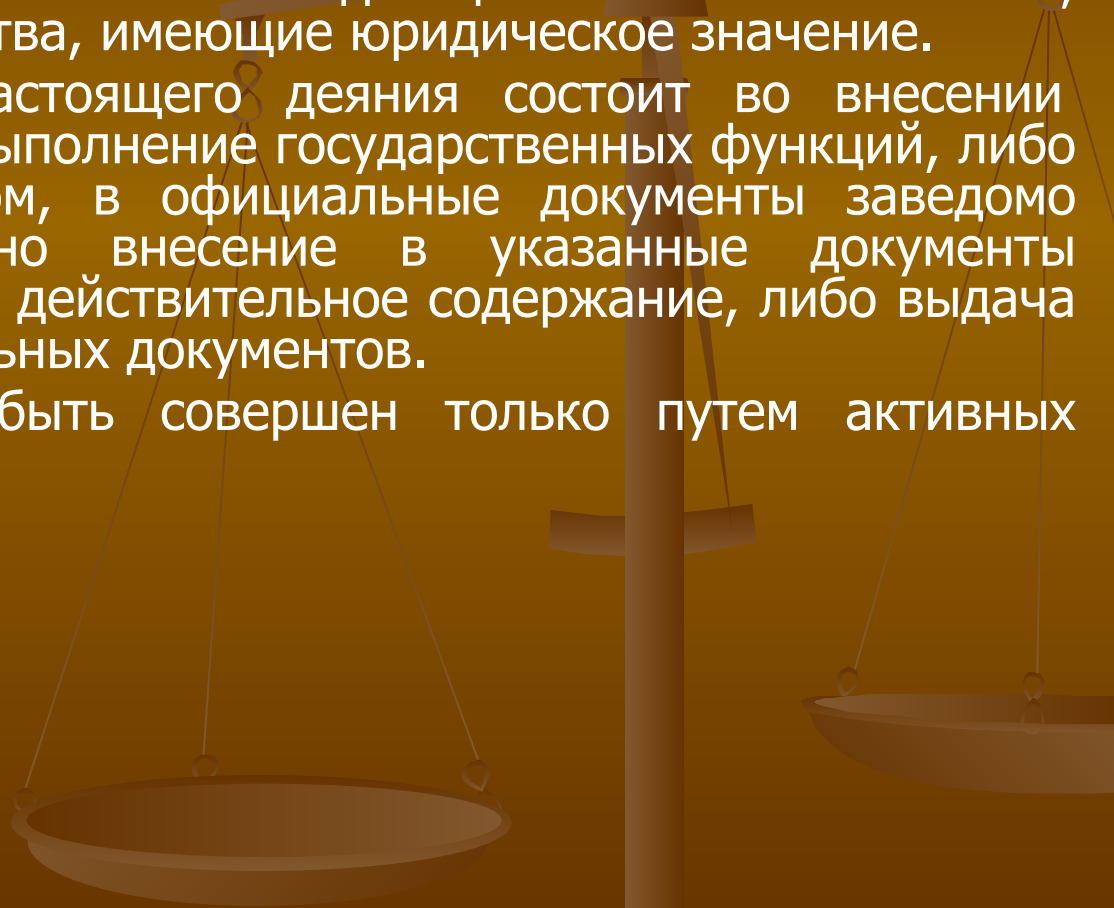 тва, имеющие юридическое значение.
астоящего деяния состоит во внесении
ыполнение государственных функций, либо
ом, в официальные документы заведомо
но внесение в указанные документы
действительное содержание, либо выдача
ьных документов.
быть совершен только путем активных